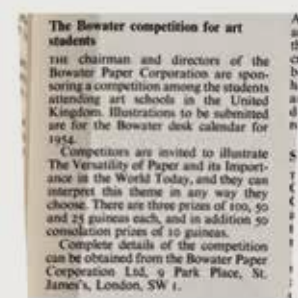 The Bowater competition for art
students
THE chairman and directors of the
Bowater Paper Corporation are spon-
soring a competition among the students
attending art schools in the United
Kingdom. Illustrations to be submitted
are for the Bowater desk calendar for
1954.
Competitors are invited to illustrate
The Versatility of Paper and its Import-
ance in the World Today, and they can
interpret this theme in any way they
choose. There are three prizes of 100, 50
and 25 guineas each, and in addition 50
consolation prizes of 10 guineas.
Complete details of the competition
can be obtained from the Bowater Paper
Corporation Ltd, 9 Park Place, St.
James's, London, SW 1.